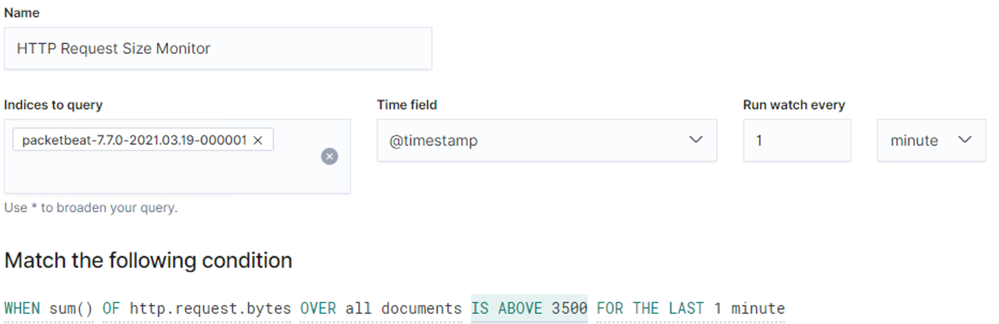 Name
HTTP Request Size Monitor
Indices to query
Time field
Run watch every
packetbeat-7.7.0-2021.03.19-000001
@timestamp
1
minute
Use * to broaden your query.
Match the following condition
WHEN sum() OF http.request.bytes OVER all documents IS ABOVE 3500 FOR THE LAST 1 minute